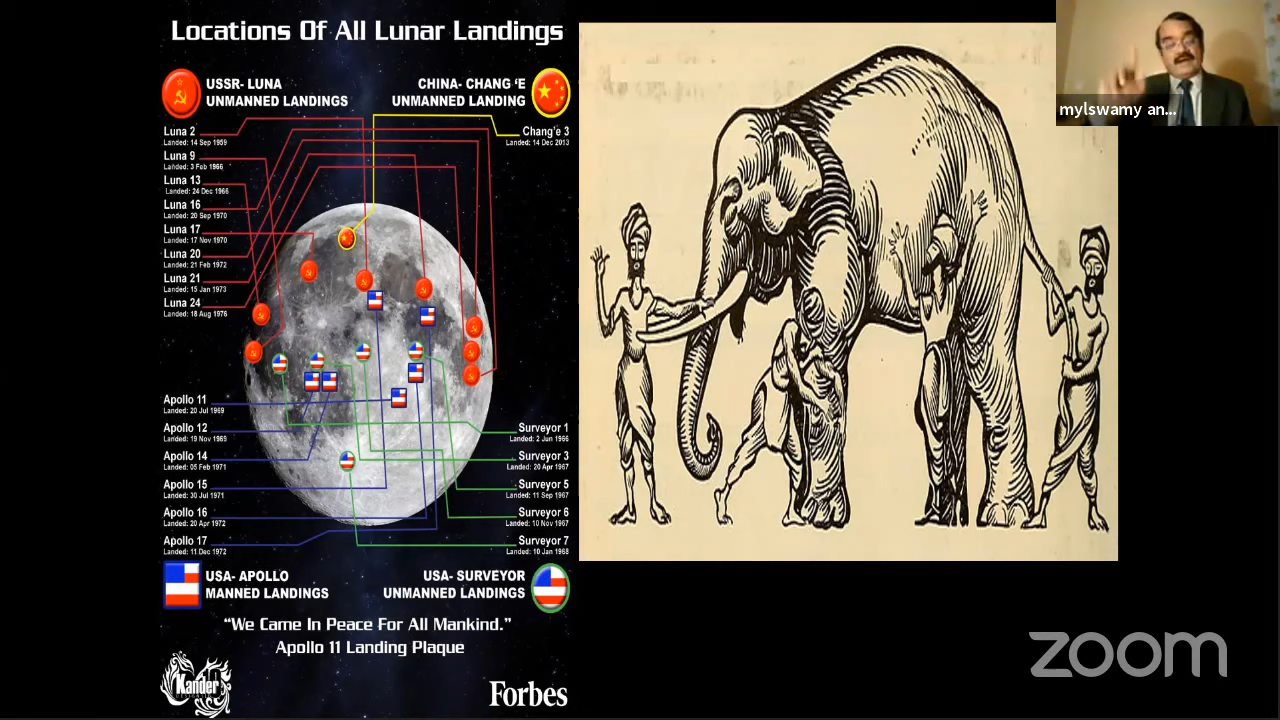 Locations Of All Lunar Landings
USSR- LUNA
UNMANNED LANDINGS
CHINA- CHANG ‘E
UNMANNED LANDING
Luna 2
Landed: 14 Sep 1959
Luna 9
Landed: 3 Feb 1966
Luna 13
Landed: 24 Dec 1966
Luna 16
Landed: 20 Sep 1970
Luna 17
Landed: 17 Nov 1970
Luna 20
Landed: 21 Feb 1972
Luna 21
Landed: 15 Jan 1973
Luna 24
Landed: 18 Aug 1976
Chang'e 3
Landed: 14 Dec 2013
Apollo 11
Landed: 20 Jul 1969
Apollo 12
Landed: 19 Nov 1969
Apollo 14
Landed: 05 Feb 1971
Apollo 15
Landed: 30 Jul 1971
Apollo 16
Landed: 20 Apr 1972
Apollo 17
Landed: 11 Dec 1972
Surveyor 1
Landed: 2 Jun 1966
Surveyor 3
Landed: 20 Apr 1967
Surveyor 5
Landed: 11 Sep 1967
Surveyor 6
Landed: 10 Nov 1967
Surveyor 7
Landed: 10 Jan 1968
USA- APOLLO
MANNED LANDINGS
USA- SURVEYOR
UNMANNED LANDINGS
“We Came In Peace For All Mankind.”
Apollo 11 Landing Plaque
Kander
Forbes
mylswamy an...
zoom